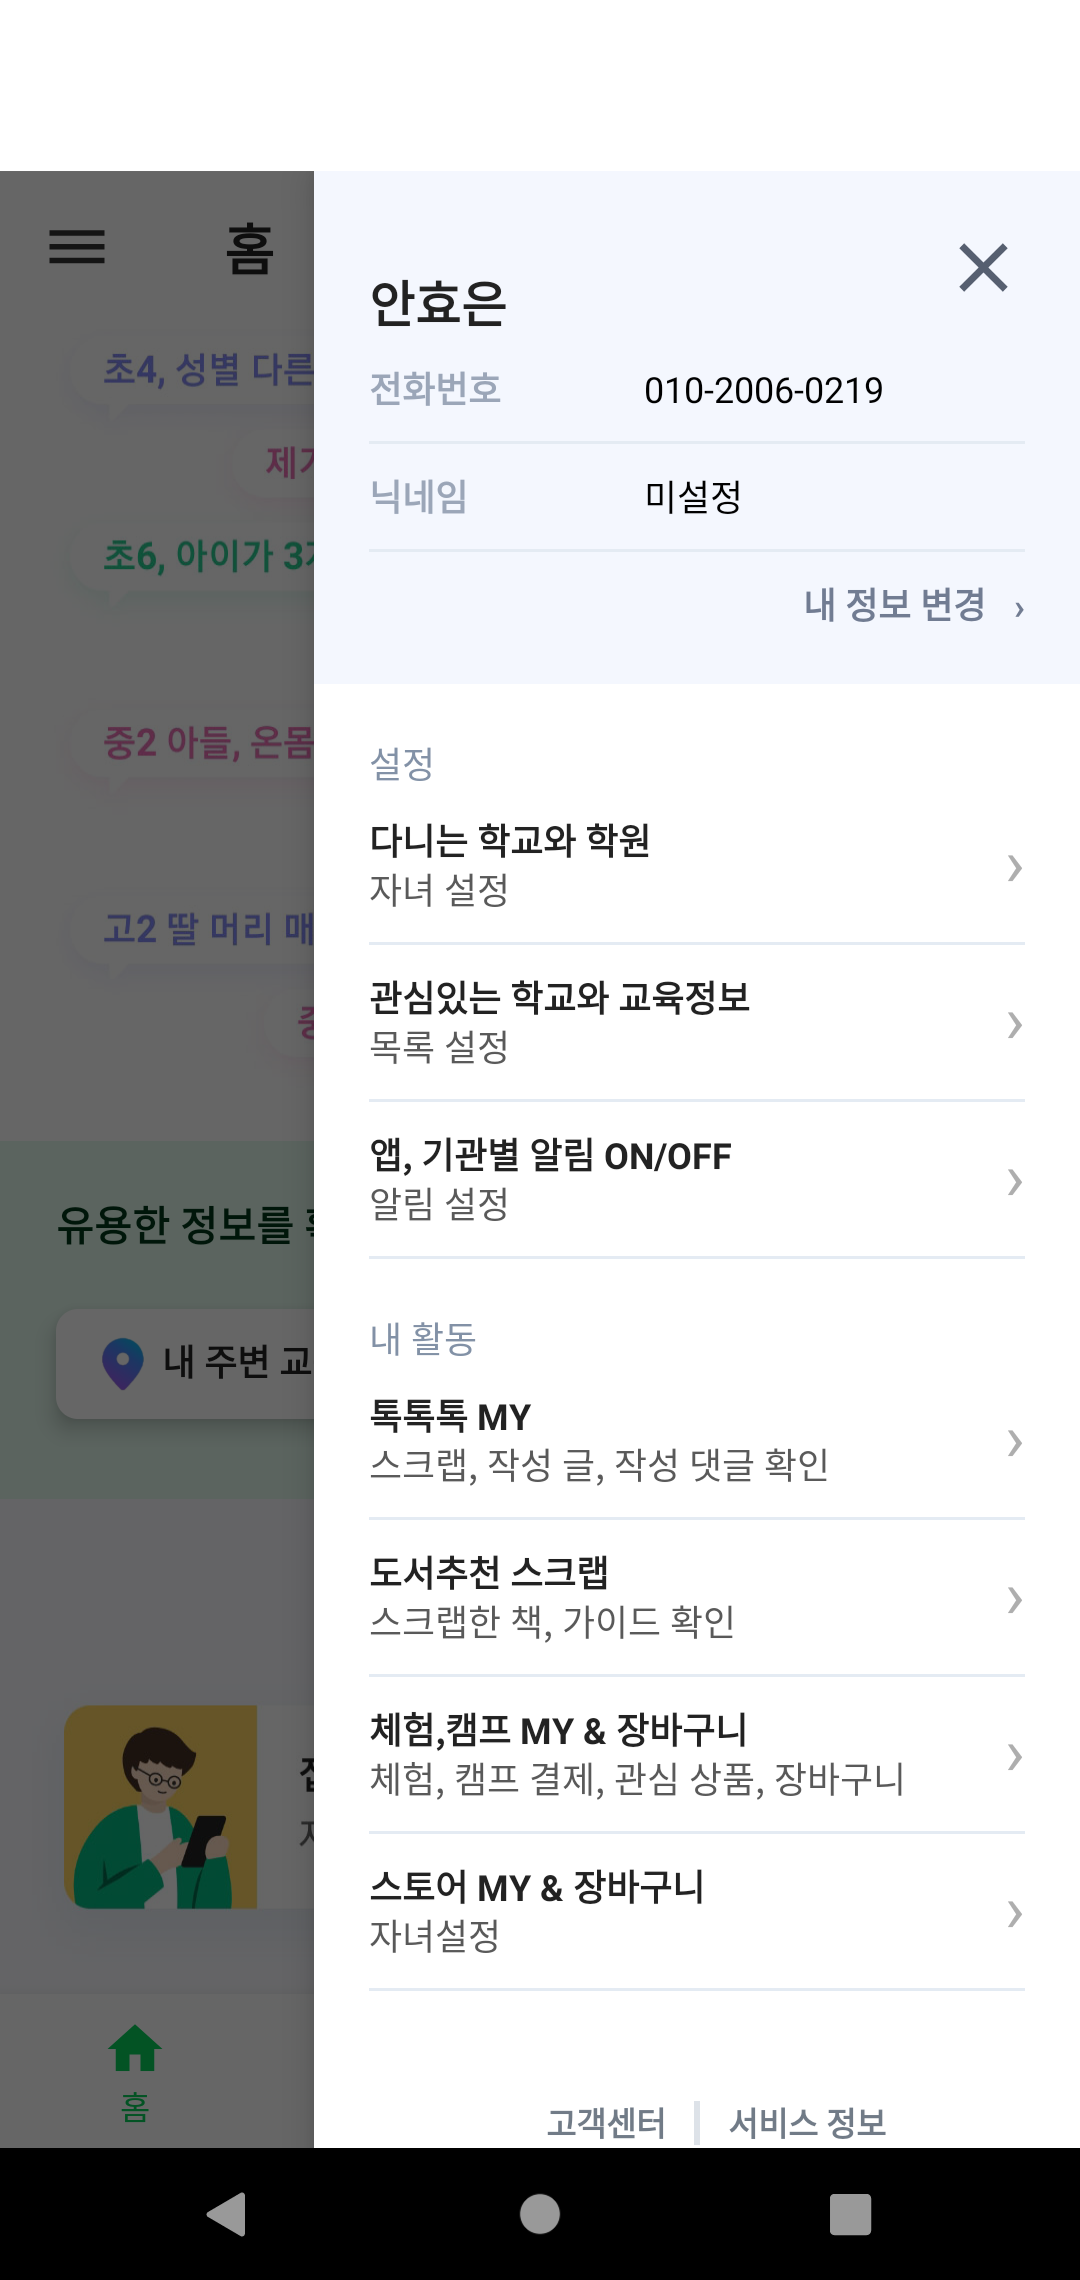 홈
초4, 성별 다른
초6, 아이가 3
중2 아들, 온몸
고2 딸 머리
유용한 정보를
내 주변 교
홈
안효은
전화번호 010-2006-0219
닉네임 미설정
내 정보 변경 ›
설정
다니는 학교와 학원
자녀 설정
관심있는 학교와 교육정보
목록 설정
앱, 기관별 알림 ON/OFF
알림 설정
내 활동
톡톡톡 MY
스크랩, 작성 글, 작성 댓글 확인
도서추천 스크랩
스크랩한 책, 가이드 확인
체험,캠프 MY & 장바구니
체험, 캠프 결제, 관심 상품, 장바구니
스토어 MY & 장바구니
자녀설정
고객센터 | 서비스 정보